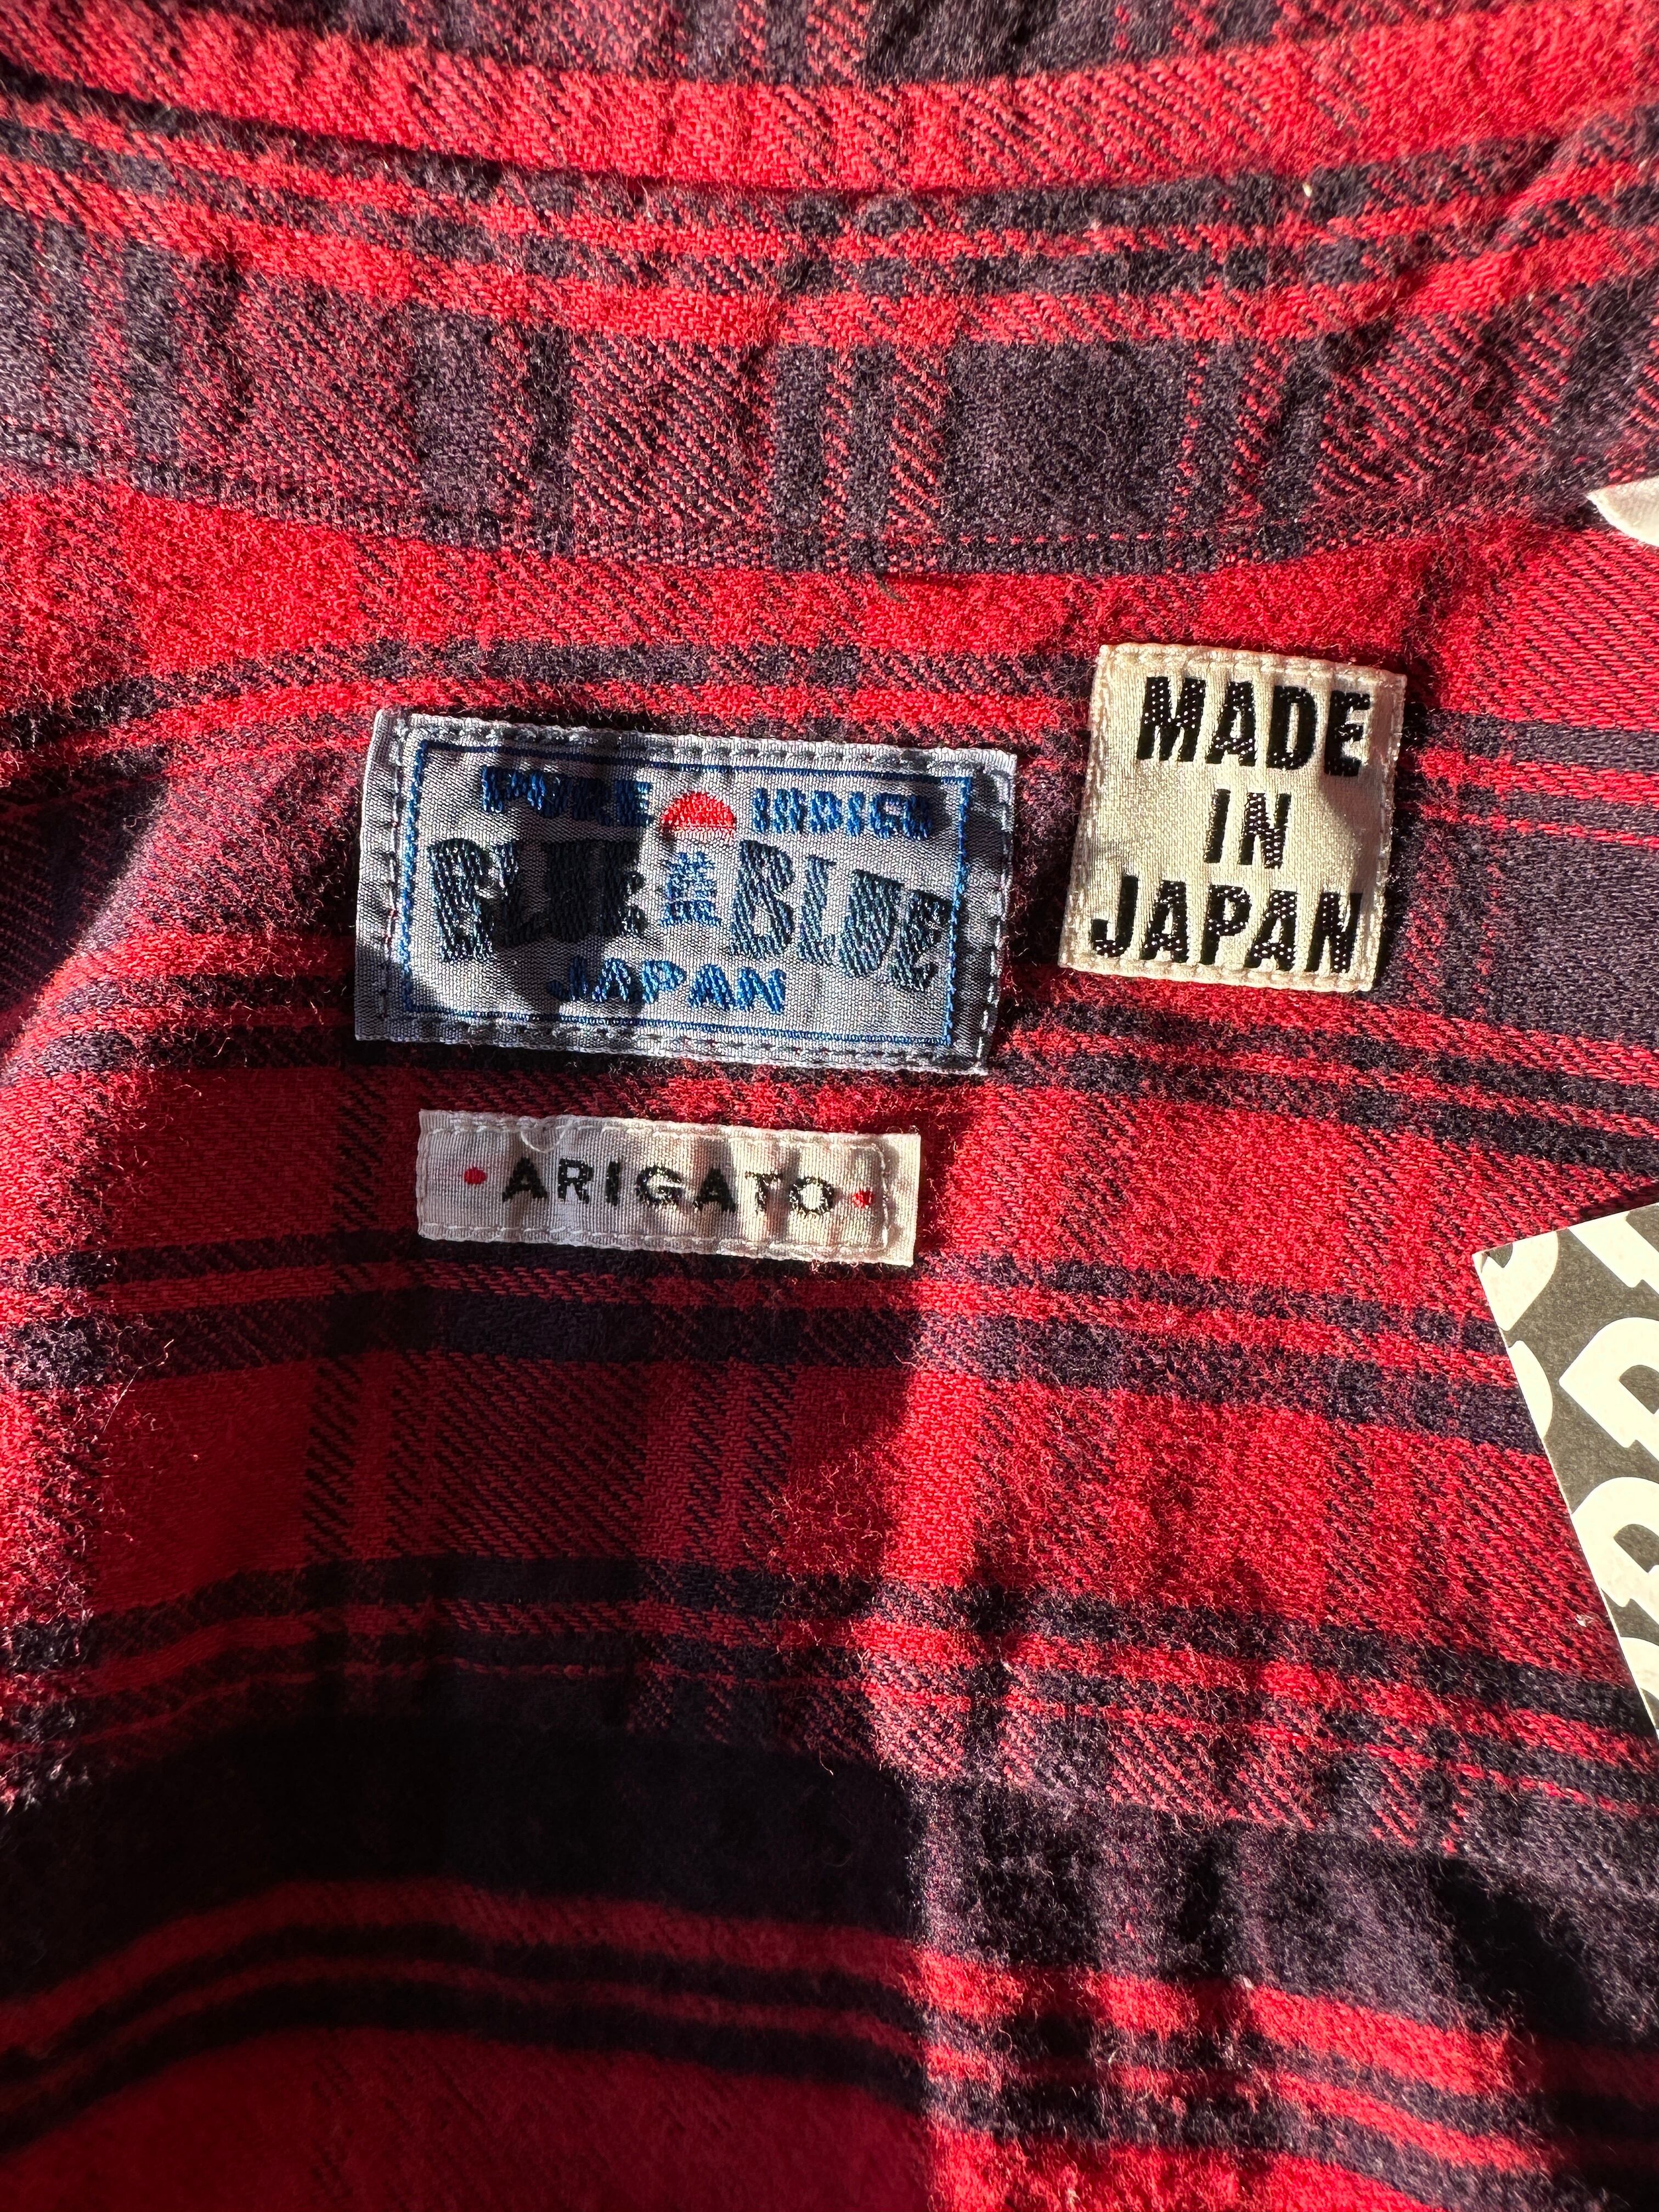 PURE INDIGO
BLUE BLUE
JAPAN
MADE
IN
JAPAN
• ARIGATO •